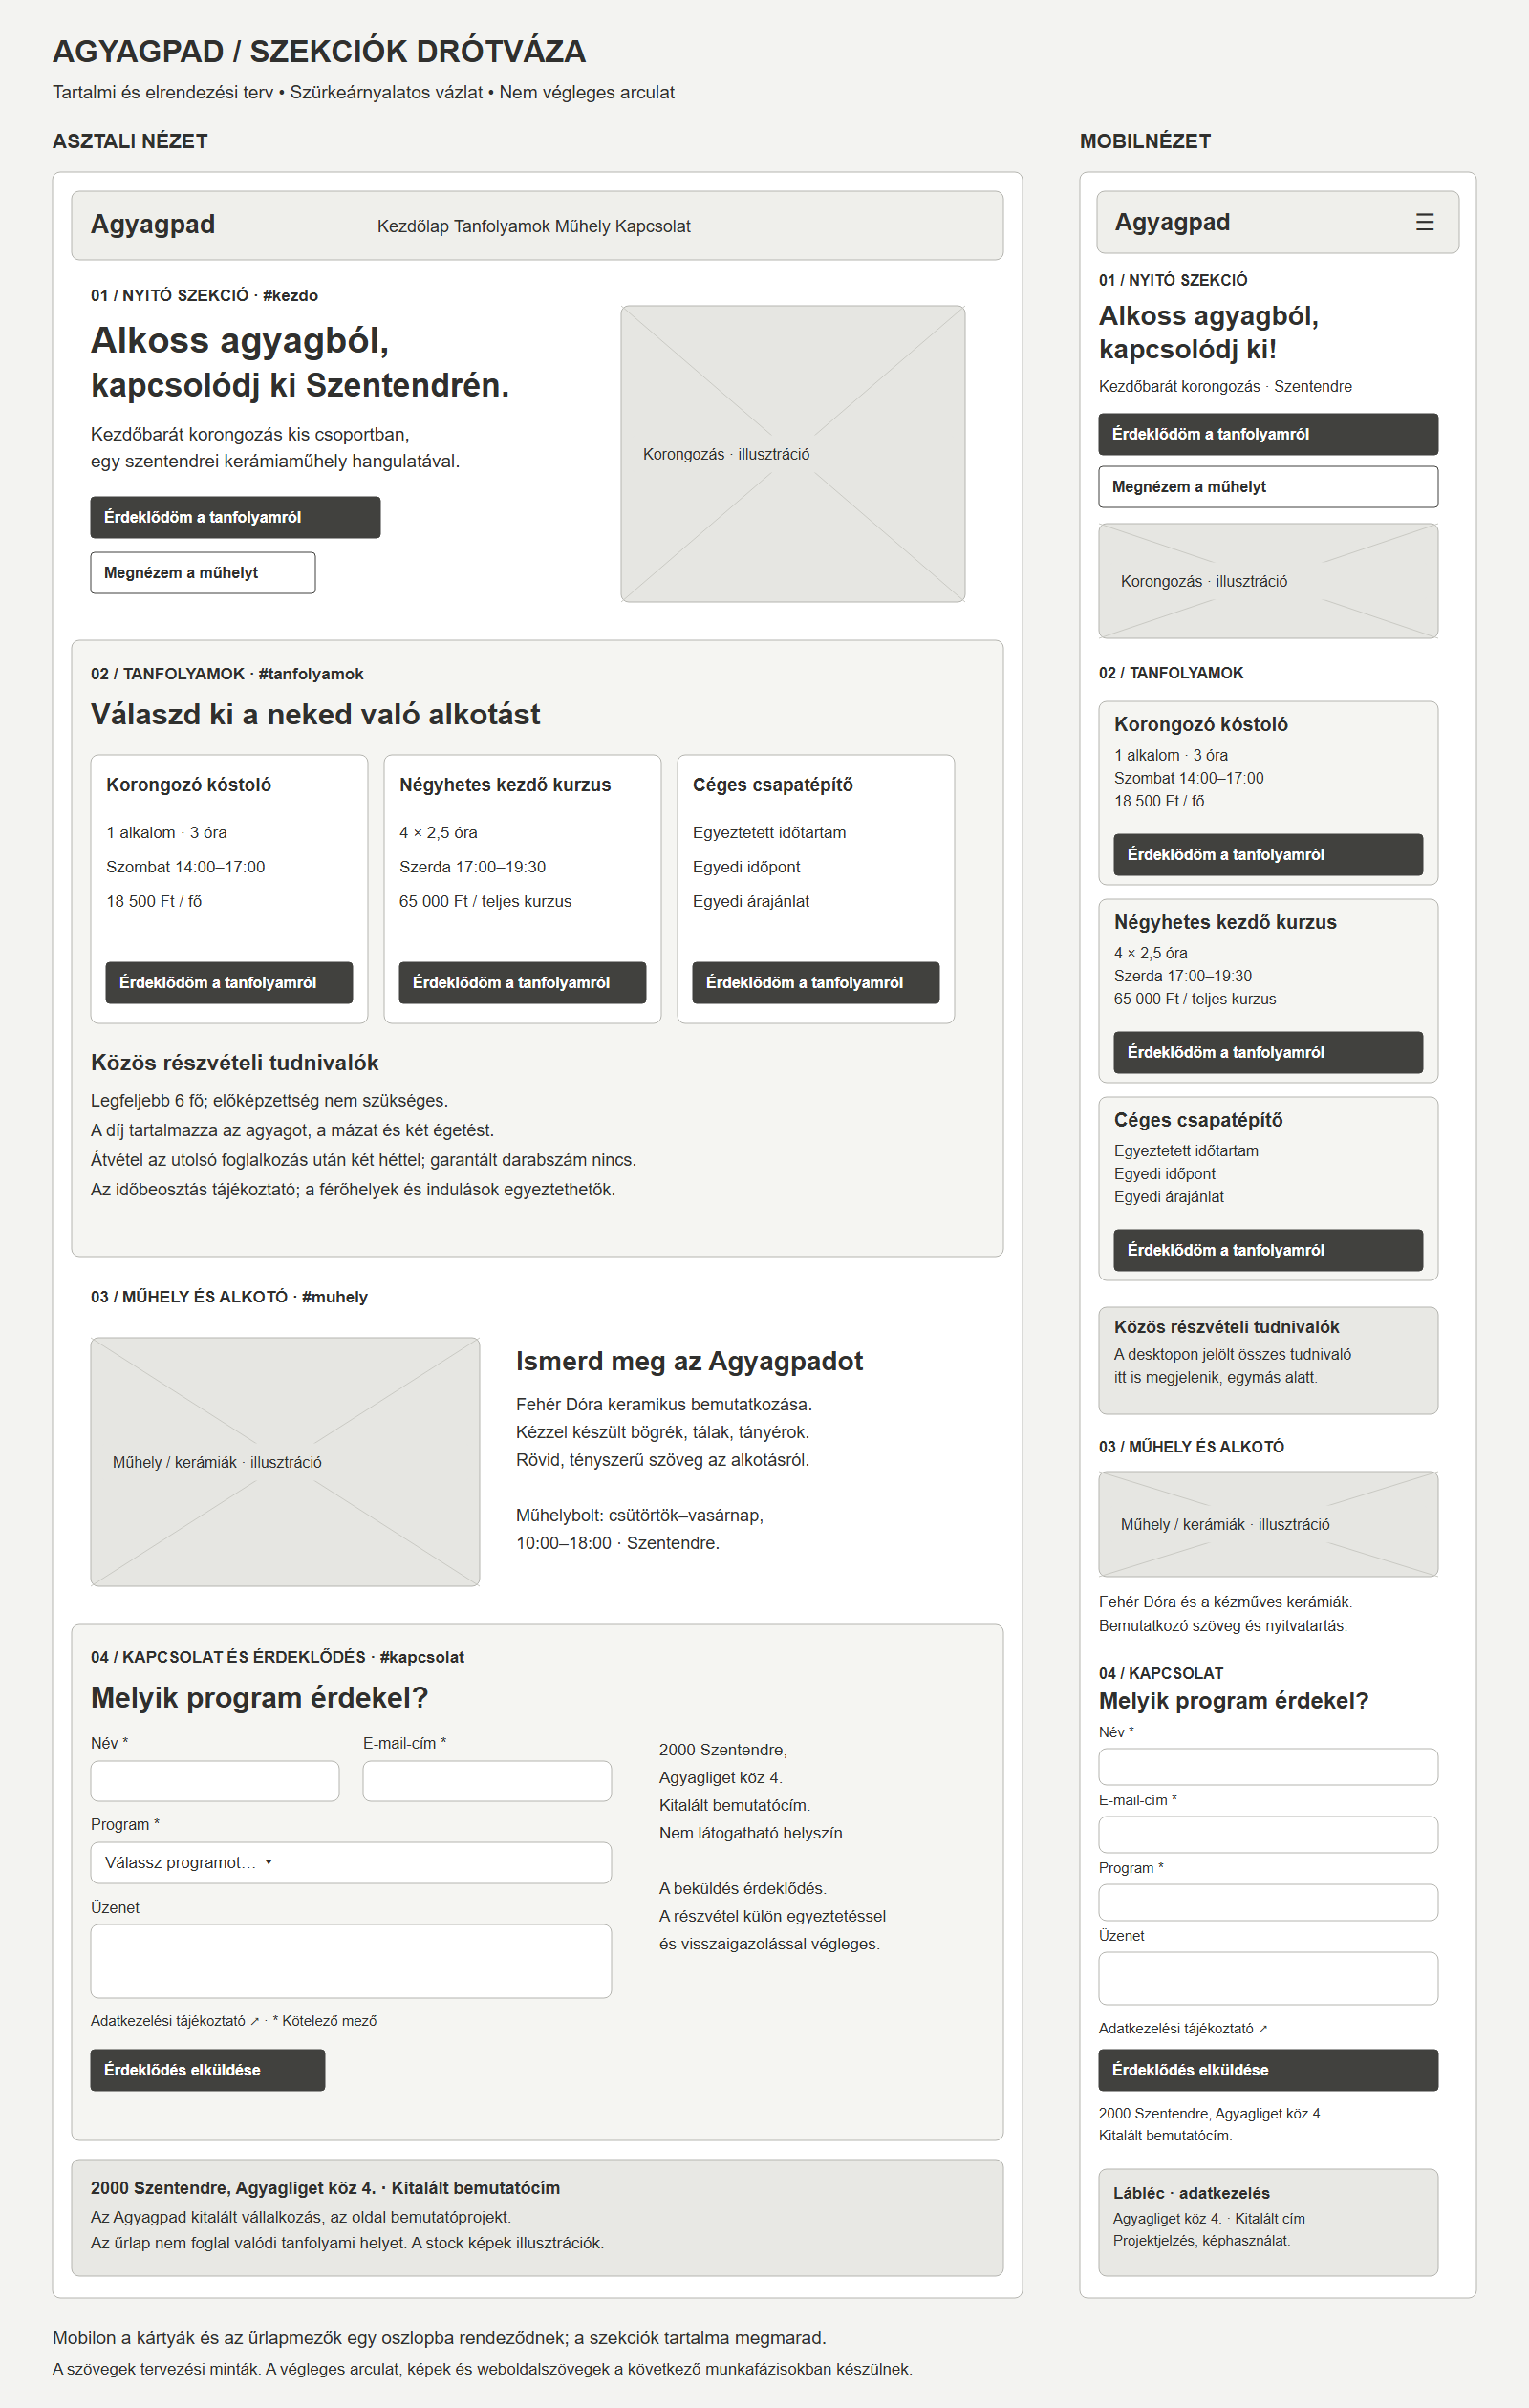 AGYAGPAD / SZEKCIÓK DRÓTVÁZA
Tartalmi és elrendezési terv • Szürkeárnyalatos vázlat • Nem végleges arculat
ASZTALI NÉZET
Agyagpad
Kezdőlap Tanfolyamok Műhely Kapcsolat
01 / NYITÓ SZEKCIÓ · #kezdo
Alkoss agyagból,
kapcsolódj ki Szentendrén.
Kezdőbarát korongozás kis csoportban,
egy szentendrei kerámiaműhely hangulatával.
Érdeklődöm a tanfolyamról
Megnézem a műhelyt
Korongozás · illusztráció
02 / TANFOLYAMOK · #tanfolyamok
Válaszd ki a neked való alkotást
Korongozó kóstoló
1 alkalom · 3 óra
Szombat 14:00–17:00
18 500 Ft / fő
Érdeklődöm a tanfolyamról
Négyhetes kezdő kurzus
4 × 2,5 óra
Szerda 17:00–19:30
65 000 Ft / teljes kurzus
Érdeklődöm a tanfolyamról
Céges csapatépítő
Egyeztetett időtartam
Egyedi időpont
Egyedi árajánlat
Érdeklődöm a tanfolyamról
Közös részvételi tudnivalók
Legfeljebb 6 fő; előképzettség nem szükséges.
A díj tartalmazza az agyagot, a mázat és két égetést.
Átvétel az utolsó foglalkozás után két héttel; garantált darabszám nincs.
Az időbeosztás tájékoztató; a férőhelyek és indulások egyeztethetők.
03 / MŰHELY ÉS ALKOTÓ · #muhely
Műhely / kerámiák · illusztráció
Ismerd meg az Agyagpadot
Fehér Dóra keramikus bemutatkozása.
Kézzel készült bögrék, tálak, tányérok.
Rövid, tényszerű szöveg az alkotásról.
Műhelybolt: csütörtök–vasárnap,
10:00–18:00 · Szentendre.
04 / KAPCSOLAT ÉS ÉRDEKLŐDÉS · #kapcsolat
Melyik program érdekel?
Név *
E-mail-cím *
Program *
Válassz programot… ▾
Üzenet
Adatkezelési tájékoztató ↗ · * Kötelező mező
Érdeklődés elküldése
2000 Szentendre,
Agyagliget köz 4.
Kitalált bemutatócím.
Nem látogatható helyszín.
A beküldés érdeklődés.
A részvétel külön egyeztetéssel
és visszaigazolással végleges.
2000 Szentendre, Agyagliget köz 4. · Kitalált bemutatócím
Az Agyagpad kitalált vállalkozás, az oldal bemutatóprojekt.
Az űrlap nem foglal valódi tanfolyami helyet. A stock képek illusztrációk.
MOBILNÉZET
Agyagpad ☰
01 / NYITÓ SZEKCIÓ
Alkoss agyagból,
kapcsolódj ki!
Kezdőbarát korongozás · Szentendre
Érdeklődöm a tanfolyamról
Megnézem a műhelyt
Korongozás · illusztráció
02 / TANFOLYAMOK
Korongozó kóstoló
1 alkalom · 3 óra
Szombat 14:00–17:00
18 500 Ft / fő
Érdeklődöm a tanfolyamról
Négyhetes kezdő kurzus
4 × 2,5 óra
Szerda 17:00–19:30
65 000 Ft / teljes kurzus
Érdeklődöm a tanfolyamról
Céges csapatépítő
Egyeztetett időtartam
Egyedi időpont
Egyedi árajánlat
Érdeklődöm a tanfolyamról
Közös részvételi tudnivalók
A desktopon jelölt összes tudnivaló
itt is megjelenik, egymás alatt.
03 / MŰHELY ÉS ALKOTÓ
Műhely / kerámiák · illusztráció
Fehér Dóra és a kézműves kerámiák.
Bemutatkozó szöveg és nyitvatartás.
04 / KAPCSOLAT
Melyik program érdekel?
Név *
E-mail-cím *
Program *
Üzenet
Adatkezelési tájékoztató ↗
Érdeklődés elküldése
2000 Szentendre, Agyagliget köz 4.
Kitalált bemutatócím.
Lábléc · adatkezelés
Agyagliget köz 4. · Kitalált cím
Projektjelzés, képhasználat.
Mobilon a kártyák és az űrlapmezők egy oszlopba rendeződnek; a szekciók tartalma megmarad.
A szövegek tervezési minták. A végleges arculat, képek és weboldalszövegek a következő munkafázisokban készülnek.